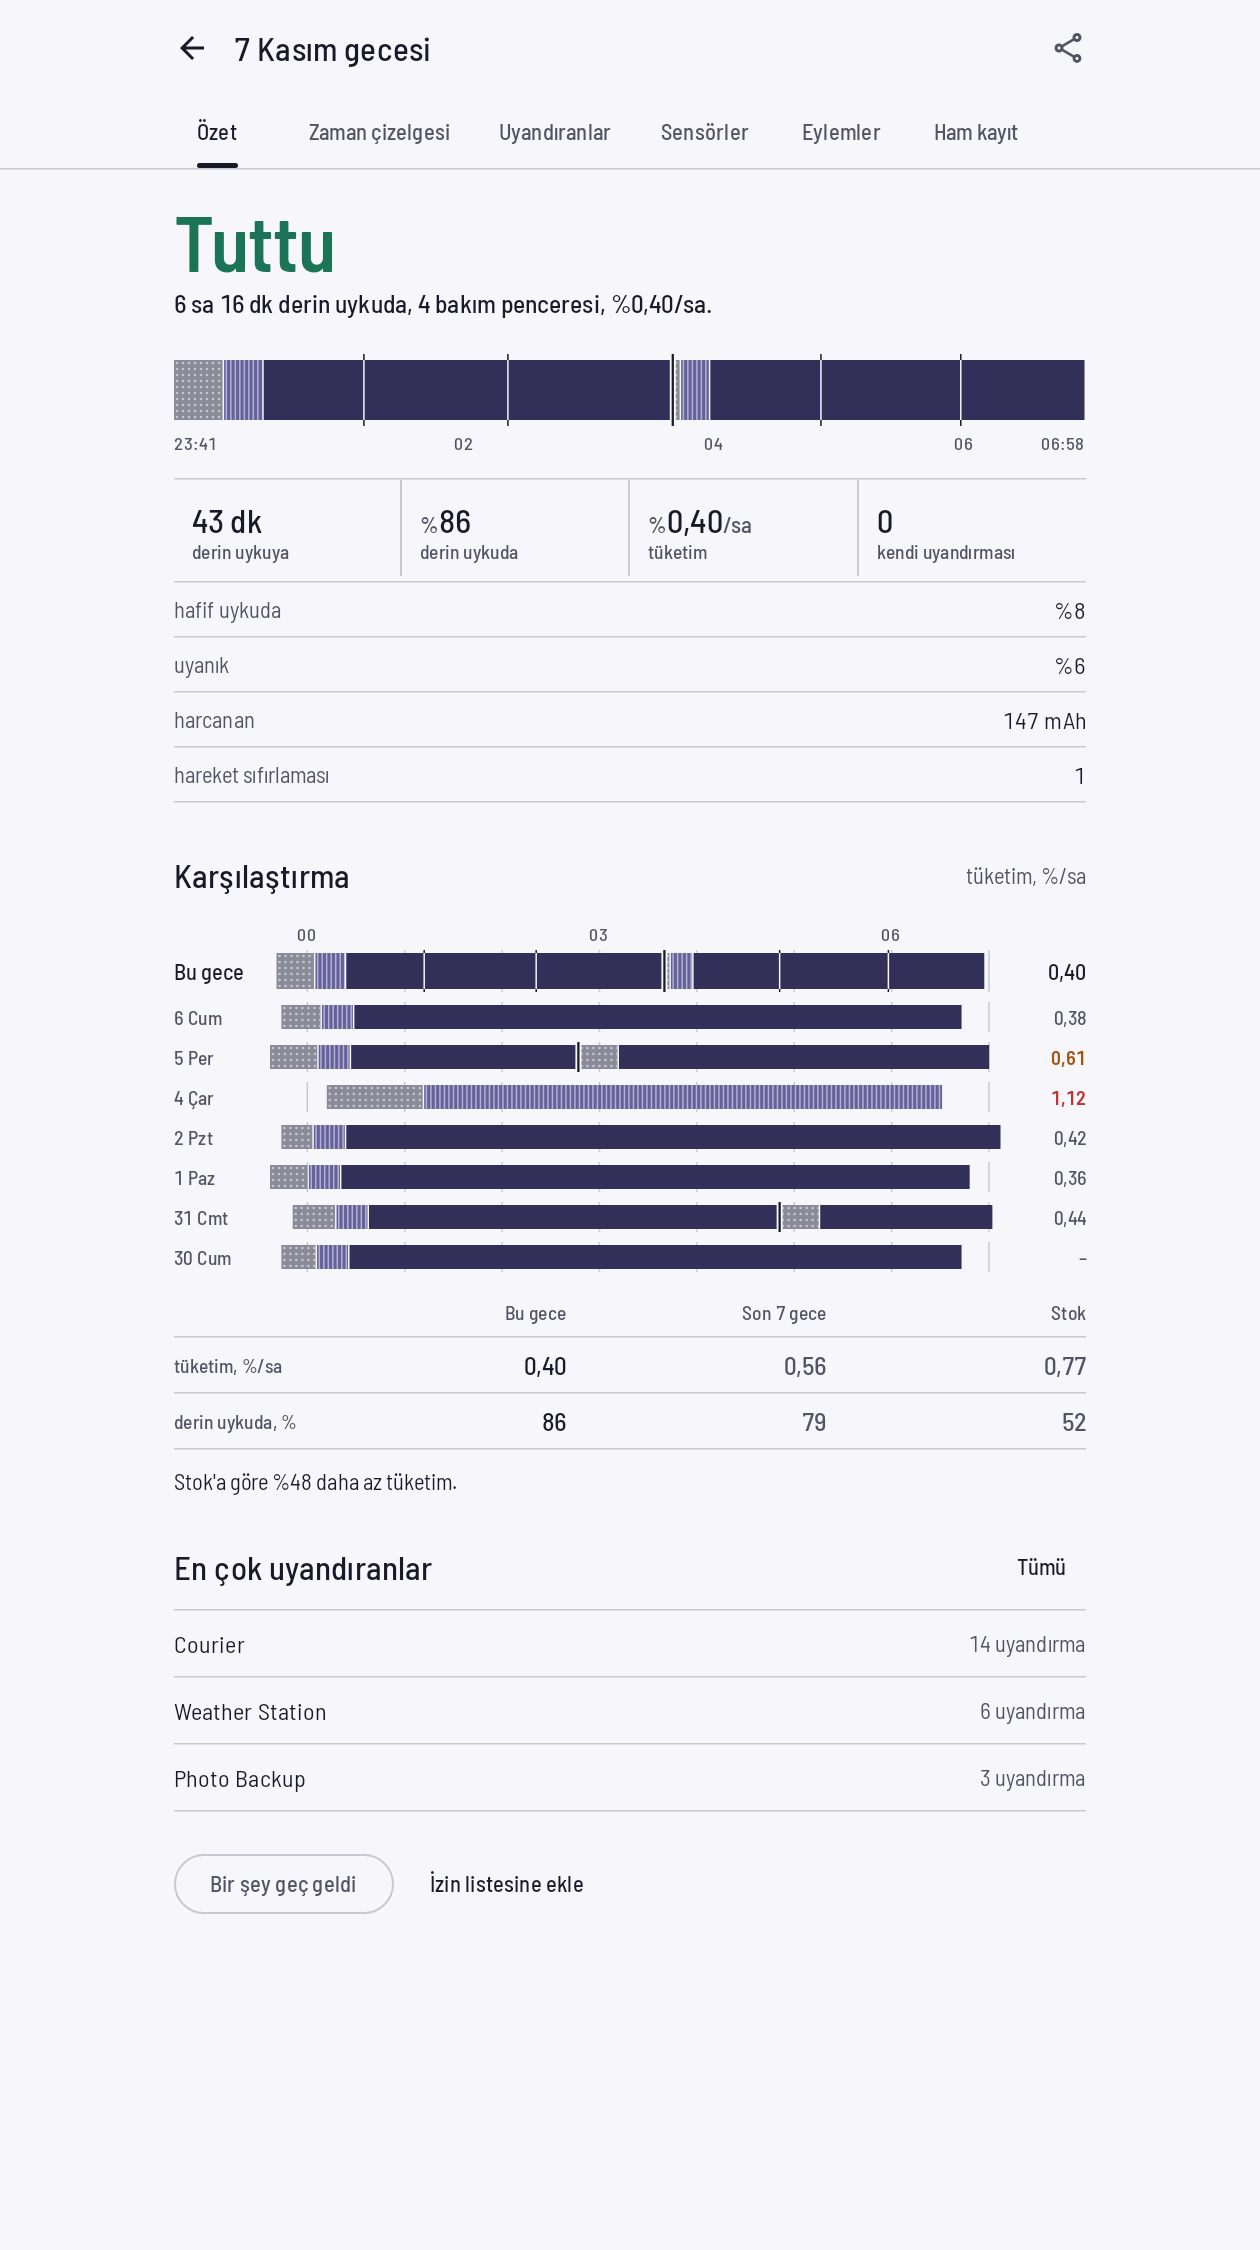 7 Kasım gecesi
Özet Zaman çizelgesi Uyandıranlar Sensörler Eylemler Ham kayıt
Tuttu
6 sa 16 dk derin uykuda, 4 bakım penceresi, %0,40/sa.
23:41 02 04 06 06:58
43 dk %86 %0,40/sa 0
derin uykuya derin uykuda tüketim kendi uyandırması
hafif uykuda %8
uyanık %6
harcanan 147 mAh
hareket sıfırlaması 1
Karşılaştırma tüketim, %/sa
00 03 06
Bu gece 0,40
6 Cum 0,38
5 Per 0,61
4 Çar 1,12
2 Pzt 0,42
1 Paz 0,36
31 Cmt 0,44
30 Cum –
Bu gece Son 7 gece Stok
tüketim, %/sa 0,40 0,56 0,77
derin uykuda, % 86 79 52
Stok'a göre %48 daha az tüketim.
En çok uyandıranlar Tümü
Courier 14 uyandırma
Weather Station 6 uyandırma
Photo Backup 3 uyandırma
Bir şey geç geldi İzin listesine ekle